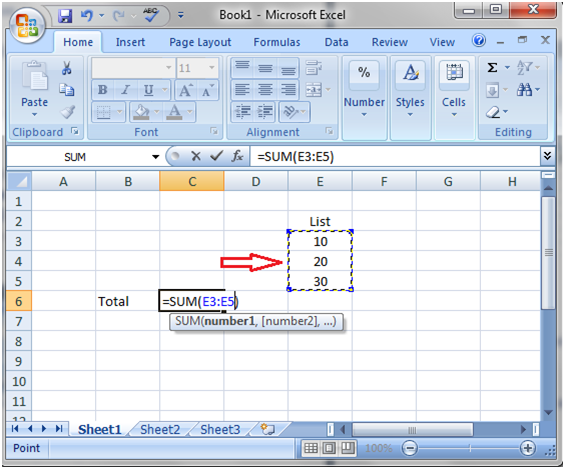 Book1 - Microsoft Excel
Home Insert Page Layout Formulas Data Review View
11
Paste B I U A A % A Σ
Number Styles Cells
Clipboard Font Alignment Editing
SUM fx =SUM(E3:E5)
A B C D E F G H
1
2 List
3 10
4 20
5 30
6 Total =SUM(E3:E5)
7 SUM(number1, [number2], ...)
8
9
10
11
12
Sheet1 Sheet2 Sheet3
Point 100%